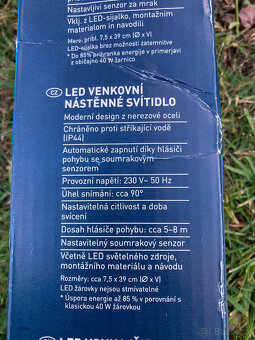 Nastavljivi senzor za mrak
Vklj. z LED-sijalko, montažnim
materialom in navodili
Mere: pribl. 7,5 x 39 cm (Ø x V)
LED-sijalka brez možnosti zatemnitve
* Do 85% prihranka energije v primerjavi
z običajno 40 W žarnico
CZ LED VENKOVNÍ
NÁSTĚNNÉ SVÍTIDLO
Moderní design z nerezové oceli
Chráněno proti stříkající vodě
(IP44)
Automatické zapnutí díky hlásiči
pohybu se soumrakovým
senzorem
Provozní napětí: 230 V~ 50 Hz
Úhel snímání: cca 90°
Nastavitelná citlivost a doba
svícení
Dosah hlásiče pohybu: cca 5–8 m
Nastavitelný soumrakový senzor
Včetně LED světelného zdroje,
montážního materiálu a návodu
Rozměry: cca 7,5 x 39 cm (Ø x V)
LED žárovky nejsou stmívatelné
* Úspora energie až 85 % v porovnání s
klasickou 40 W žárovkou